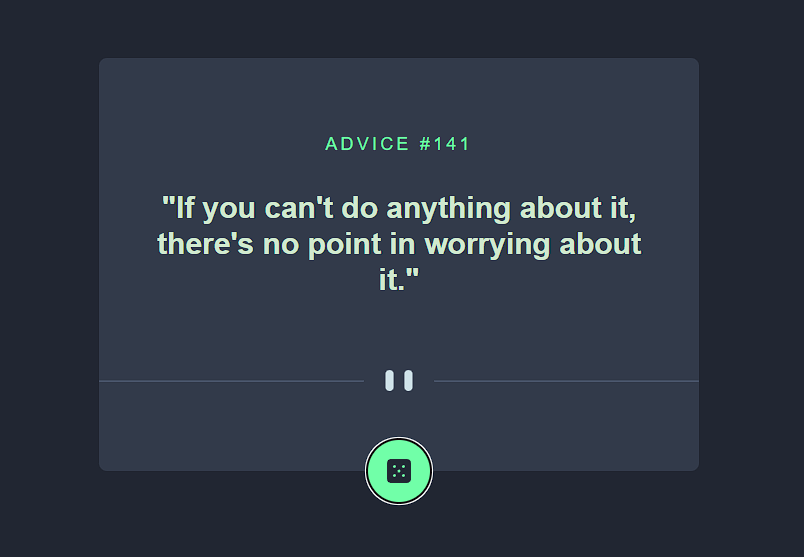 ADVICE #141
"If you can't do anything about it,
there's no point in worrying about
it."